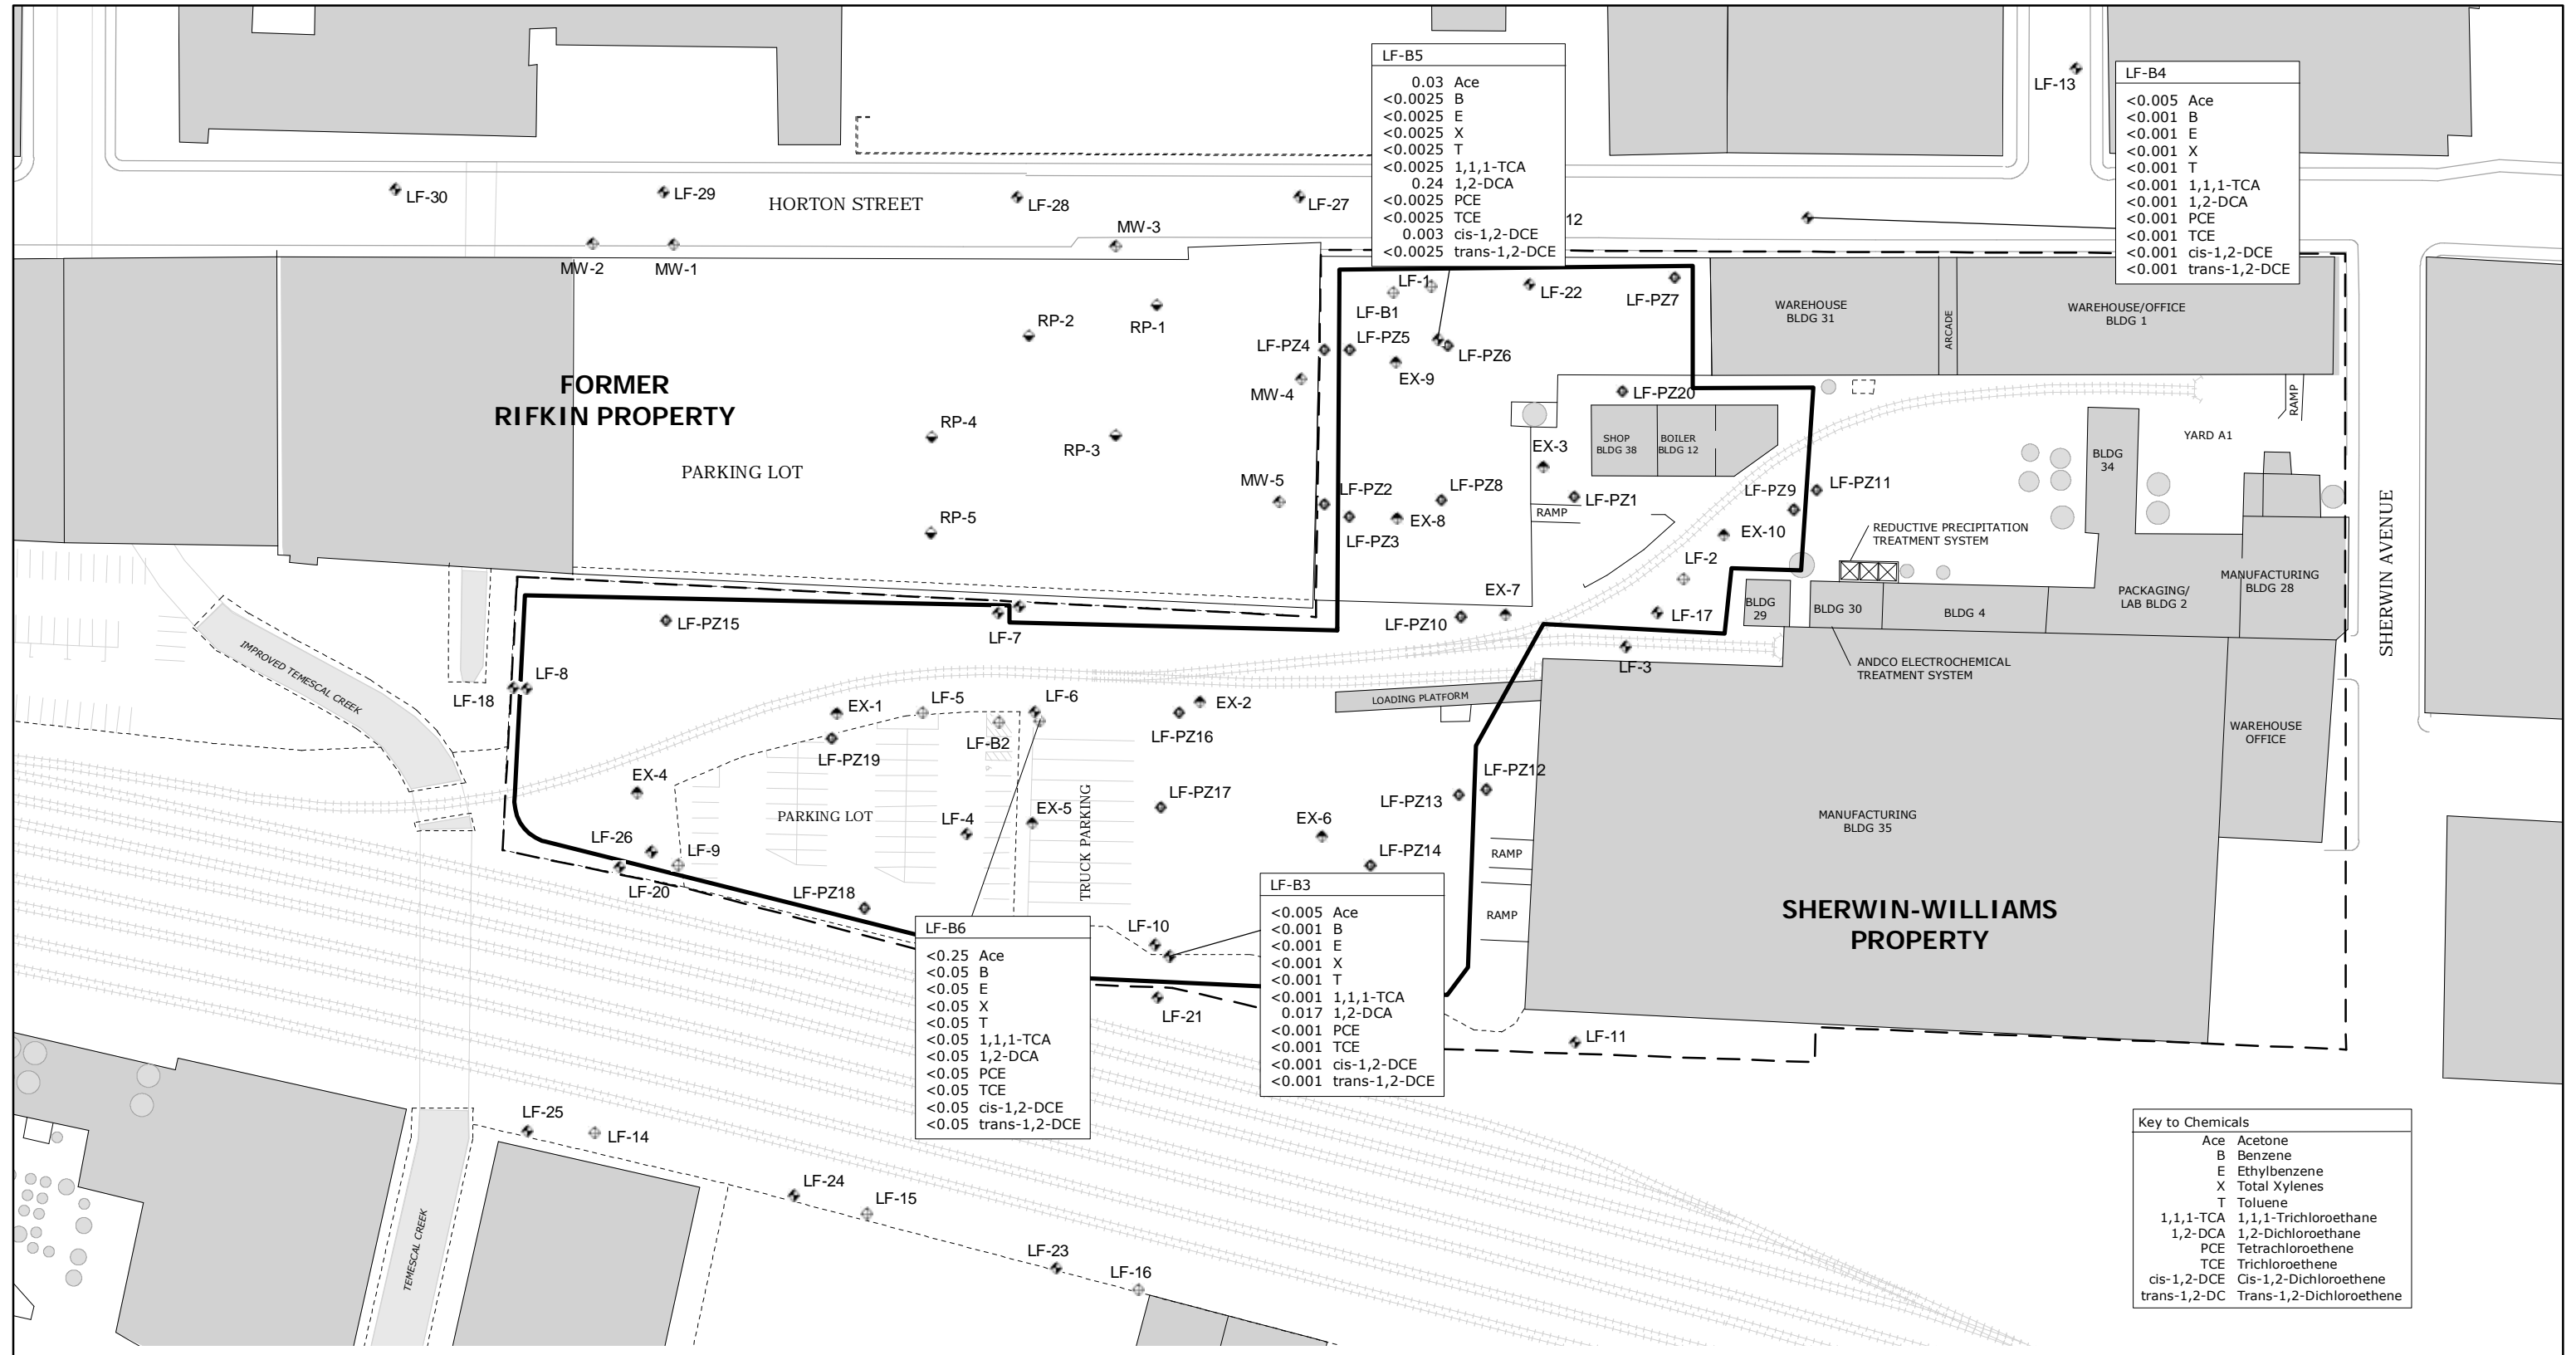 LF-B5
0.03 Ace
<0.0025 B
<0.0025 E
<0.0025 X
<0.0025 T
<0.0025 1,1,1-TCA
0.24 1,2-DCA
<0.0025 PCE
<0.0025 TCE
0.003 cis-1,2-DCE
<0.0025 trans-1,2-DCE
LF-13
LF-B4
<0.005 Ace
<0.001 B
<0.001 E
<0.001 X
<0.001 T
<0.001 1,1,1-TCA
<0.001 1,2-DCA
<0.001 PCE
<0.001 TCE
<0.001 cis-1,2-DCE
<0.001 trans-1,2-DCE
LF-30
LF-29
HORTON STREET
LF-28
LF-27
12
MW-3
MW-2
MW-1
LF-1
LF-B1
LF-22
LF-PZ7
WAREHOUSE
BLDG 31
ARCADE
WAREHOUSE/OFFICE
BLDG 1
RP-2
RP-1
LF-PZ4
LF-PZ5
LF-PZ6
EX-9
MW-4
FORMER
RIFKIN PROPERTY
LF-PZ20
RAMP
RP-4
RP-3
PARKING LOT
SHOP
BLDG 38
BOILER
BLDG 12
EX-3
YARD A1
BLDG
34
MW-5
LF-PZ2
LF-PZ8
LF-PZ1
LF-PZ9
LF-PZ11
RP-5
EX-8
RAMP
LF-PZ3
EX-10
REDUCTIVE PRECIPITATION
TREATMENT SYSTEM
SHERWIN AVENUE
LF-2
MANUFACTURING
BLDG 28
PACKAGING/
LAB BLDG 2
EX-7
BLDG
29
BLDG 30
BLDG 4
LF-PZ15
LF-7
LF-PZ10
LF-17
IMPROVED TEMESCAL CREEK
LF-8
LF-18
LF-3
ANDCO ELECTROCHEMICAL
TREATMENT SYSTEM
LOADING PLATFORM
EX-1
LF-5
LF-6
EX-2
LF-B2
LF-PZ16
WAREHOUSE
OFFICE
LF-PZ19
EX-4
LF-PZ12
LF-PZ13
LF-PZ17
PARKING LOT
EX-5
LF-4
TRUCK PARKING
EX-6
MANUFACTURING
BLDG 35
LF-26
LF-9
LF-PZ14
RAMP
LF-20
LF-PZ18
RAMP
SHERWIN-WILLIAMS
PROPERTY
LF-B3
<0.005 Ace
<0.001 B
<0.001 E
<0.001 X
<0.001 T
<0.001 1,1,1-TCA
0.017 1,2-DCA
<0.001 PCE
<0.001 TCE
<0.001 cis-1,2-DCE
<0.001 trans-1,2-DCE
LF-10
LF-B6
<0.25 Ace
<0.05 B
<0.05 E
<0.05 X
<0.05 T
<0.05 1,1,1-TCA
<0.05 1,2-DCA
<0.05 PCE
<0.05 TCE
<0.05 cis-1,2-DCE
<0.05 trans-1,2-DCE
LF-21
LF-11
LF-25
LF-14
LF-24
LF-15
TEMESCAL CREEK
LF-23
LF-16
Key to Chemicals
Ace Acetone
B Benzene
E Ethylbenzene
X Total Xylenes
T Toluene
1,1,1-TCA 1,1,1-Trichloroethane
1,2-DCA 1,2-Dichloroethane
PCE Tetrachloroethene
TCE Trichloroethene
cis-1,2-DCE Cis-1,2-Dichloroethene
trans-1,2-DC Trans-1,2-Dichloroethene